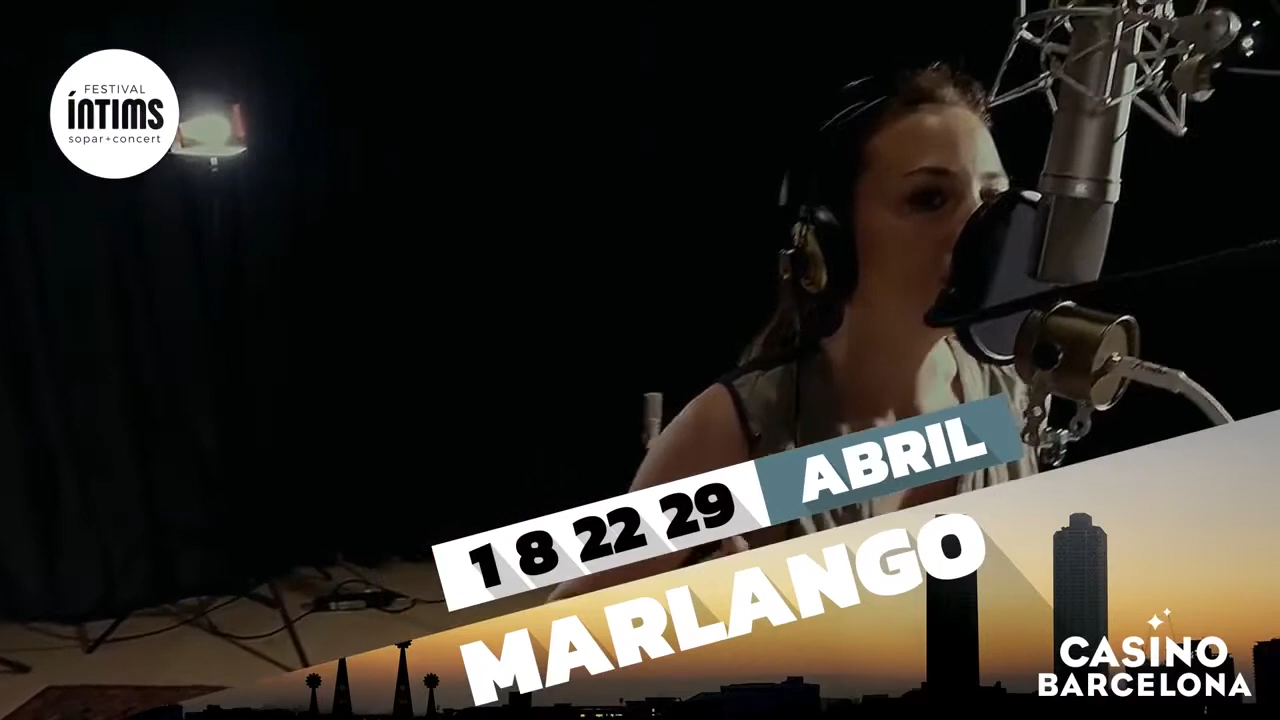 FESTIVAL
íNTIMS
sopar+concert
1 8 22 29 ABRIL
MARLANGO
CASINO
BARCELONA